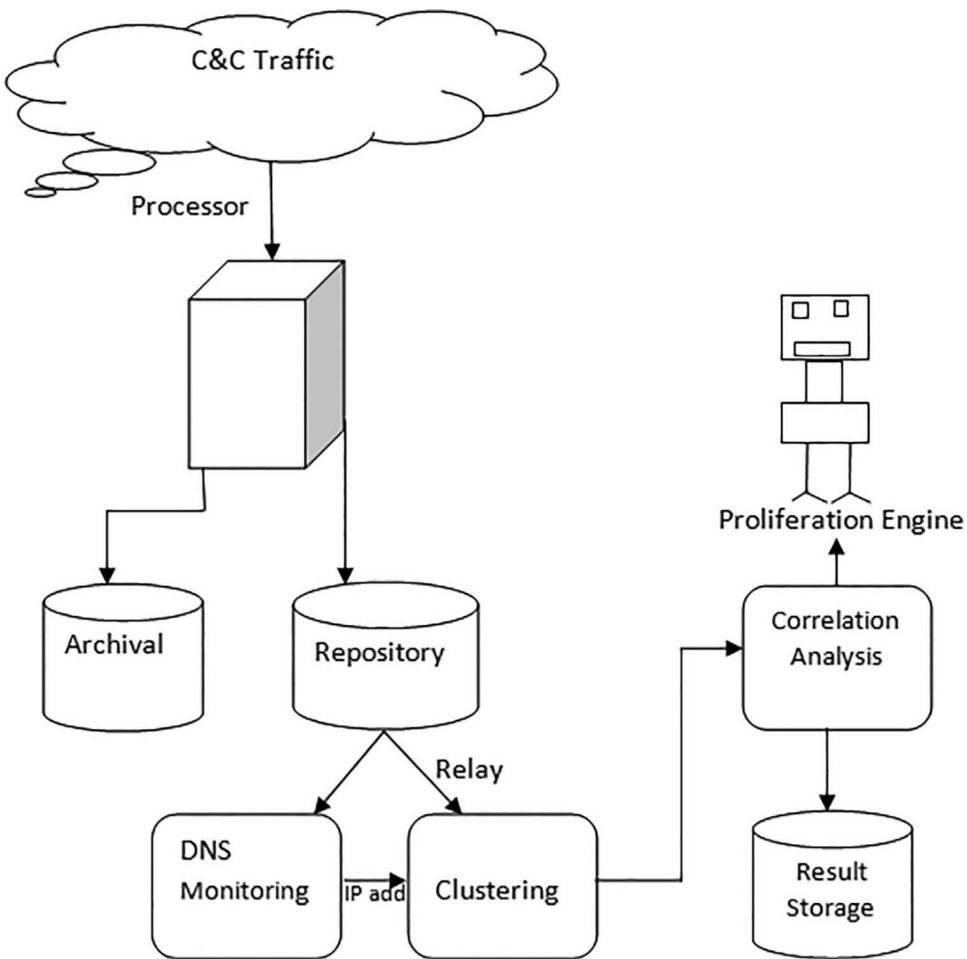 C&C Traffic
Processor
Proliferation Engine
Archival
Repository
Correlation
Analysis
Relay
DNS
Monitoring
IP add
Clustering
Result
Storage